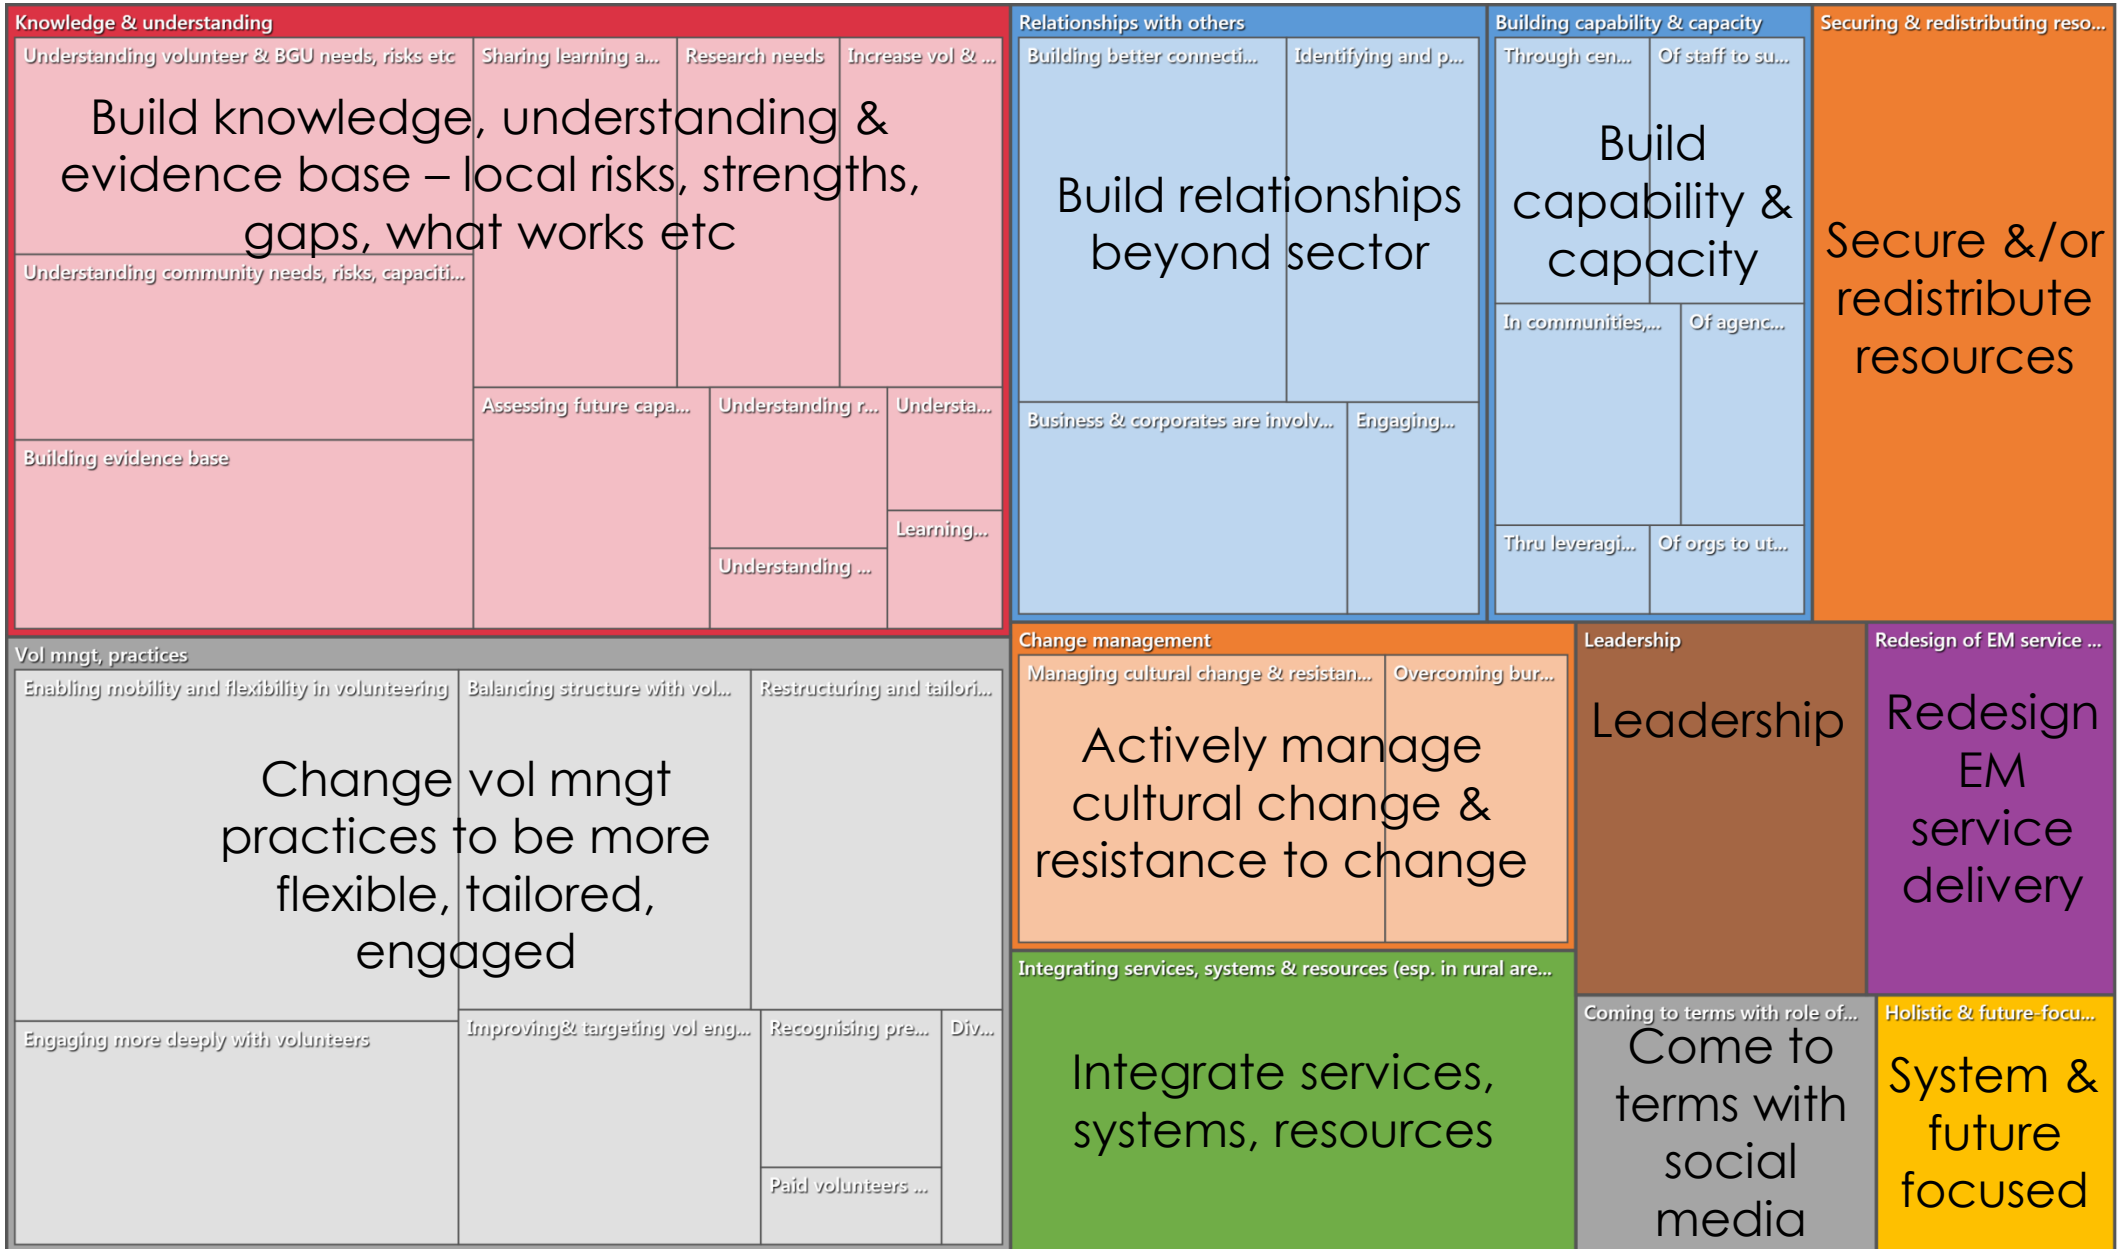 Knowledge & understanding
Understanding volunteer & BGU needs, risks etc
Sharing learning a...
Research needs
Increase vol & ...
Build knowledge, understanding &
evidence base – local risks, strengths,
gaps, what works etc
Understanding community needs, risks, capaciti...
Building evidence base
Assessing future capa...
Understanding r...
Understa...
Learning...
Understanding ...
Relationships with others
Building better connecti...
Identifying and p...
Build relationships
beyond sector
Business & corporates are involv...
Engaging...
Building capability & capacity
Through cen...
Of staff to su...
Build
capability &
capacity
In communities,...
Of agenc...
Thru leveragi...
Of orgs to ut...
Securing & redistributing reso...
Secure &/or
redistribute
resources
Vol mngt, practices
Enabling mobility and flexibility in volunteering
Balancing structure with vol...
Restructuring and tailori...
Change vol mngt
practices to be more
flexible, tailored,
engaged
Engaging more deeply with volunteers
Improving& targeting vol eng...
Recognising pre...
Div...
Paid volunteers ...
Change management
Managing cultural change & resistan...
Overcoming bur...
Actively manage
cultural change &
resistance to change
Leadership
Leadership
Redesign of EM service ...
Redesign
EM
service
delivery
Integrating services, systems & resources (esp. in rural are...
Integrate services,
systems, resources
Coming to terms with role of...
Come to
terms with
social
media
Holistic & future-focu...
System &
future
focused